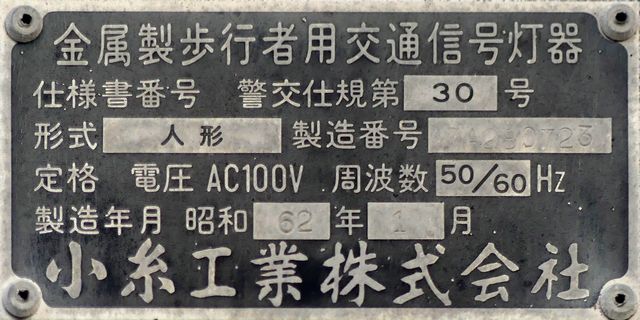 金属製歩行者用交通信号灯器
仕様書番号 警交仕規第 30 号
形式 人形 製造番号
定格 電圧 AC100V 周波数 50/60 Hz
製造年月 昭和 62 年 1 月
小糸工業株式会社